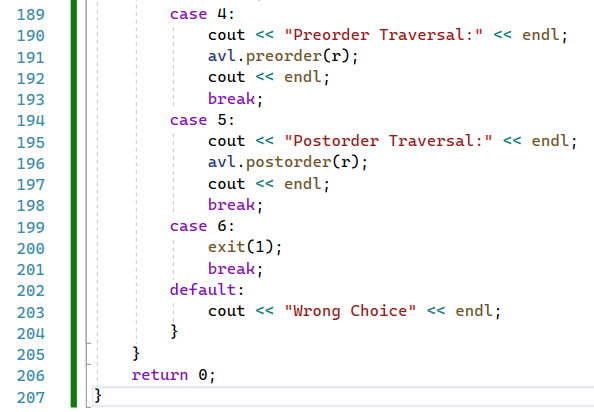 189 case 4:
190 cout << "Preorder Traversal:" << endl;
191 avl.preorder(r);
192 cout << endl;
193 break;
194 case 5:
195 cout << "Postorder Traversal:" << endl;
196 avl.postorder(r);
197 cout << endl;
198 break;
199 case 6:
200 exit(1);
201 break;
202 default:
203 cout << "Wrong Choice" << endl;
204 }
205 }
206 return 0;
207 }